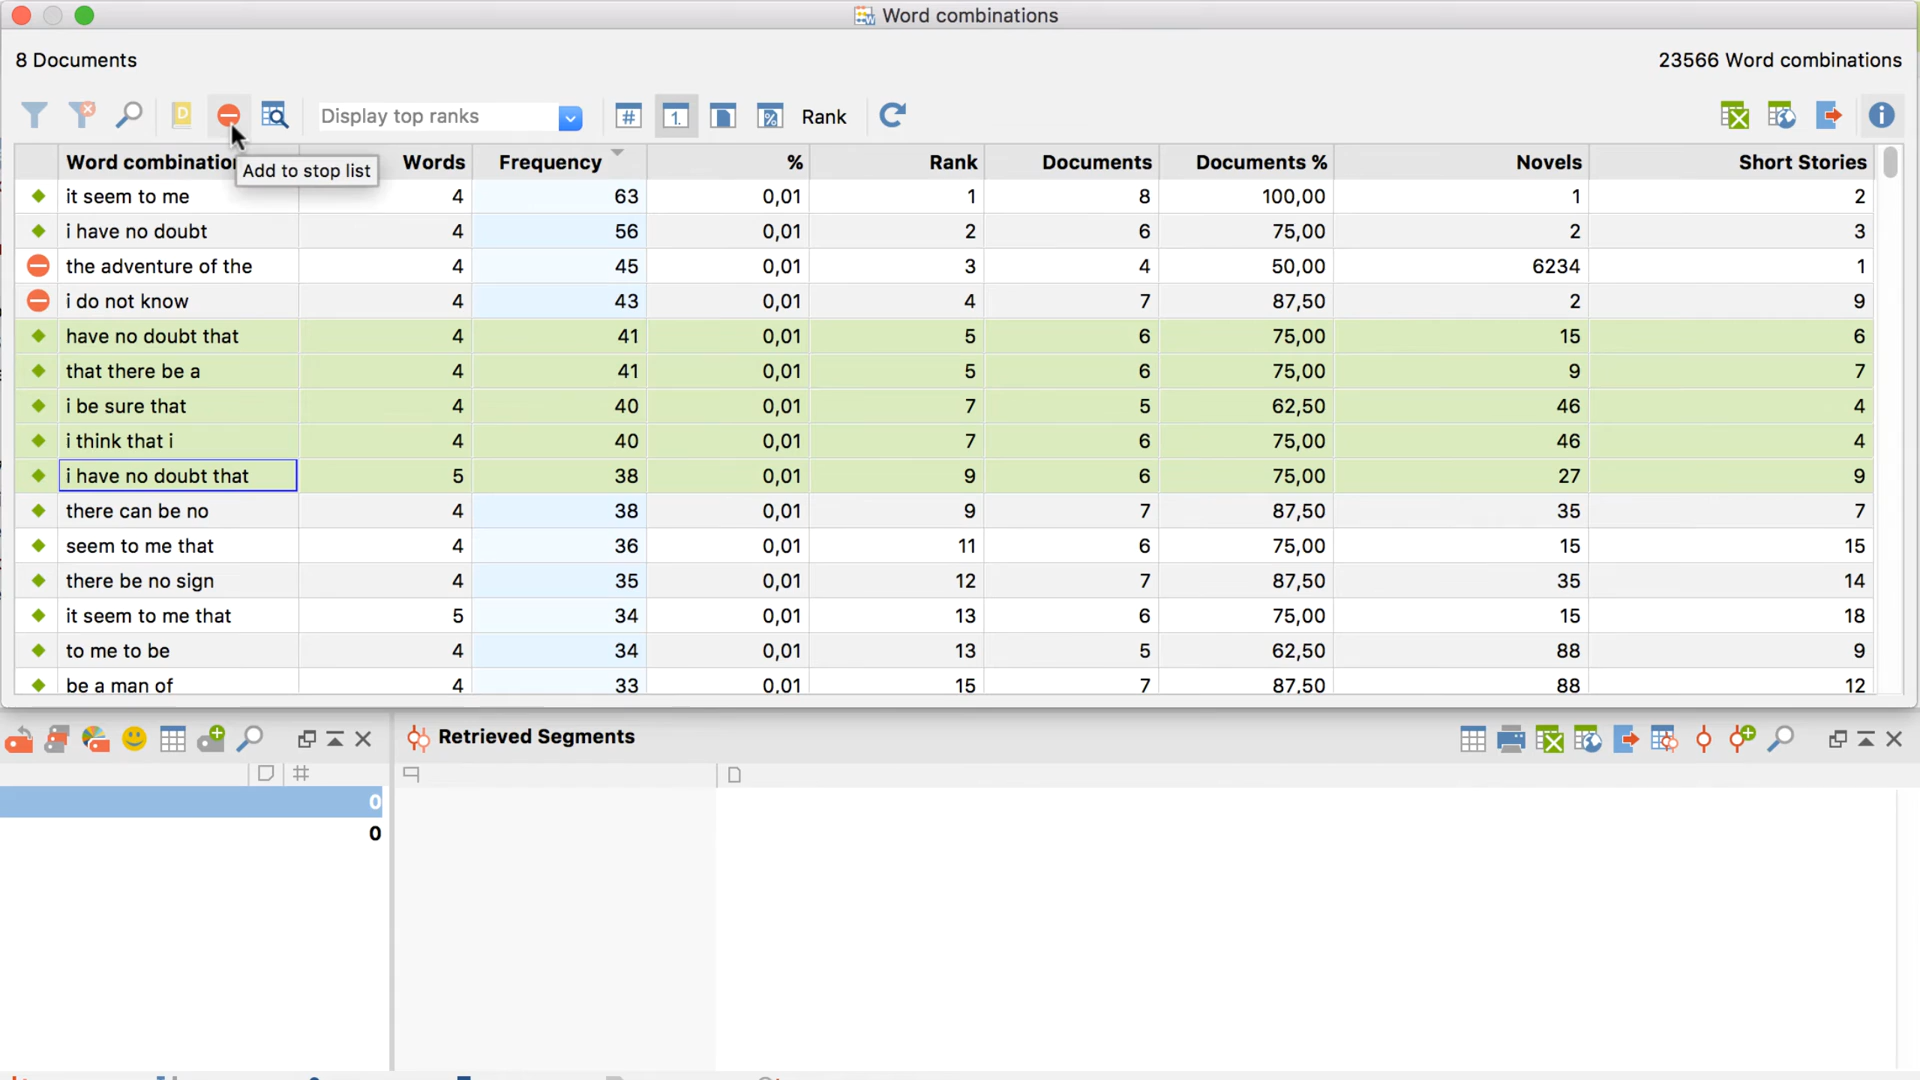 Word combinations
8 Documents 23566 Word combinations
Display top ranks # 1. % Rank
Word combination Words Frequency % Rank Documents Documents % Novels Short Stories
Add to stop list
it seem to me 4 63 0,01 1 8 100,00 1 2
i have no doubt 4 56 0,01 2 6 75,00 2 3
the adventure of the 4 45 0,01 3 4 50,00 6234 1
i do not know 4 43 0,01 4 7 87,50 2 9
have no doubt that 4 41 0,01 5 6 75,00 15 6
that there be a 4 41 0,01 5 6 75,00 9 7
i be sure that 4 40 0,01 7 5 62,50 46 4
i think that i 4 40 0,01 7 6 75,00 46 4
i have no doubt that 5 38 0,01 9 6 75,00 27 9
there can be no 4 38 0,01 9 7 87,50 35 7
seem to me that 4 36 0,01 11 6 75,00 15 15
there be no sign 4 35 0,01 12 7 87,50 35 14
it seem to me that 5 34 0,01 13 6 75,00 15 18
to me to be 4 34 0,01 13 5 62,50 88 9
be a man of 4 33 0,01 15 7 87,50 88 12
Retrieved Segments
#
0
0